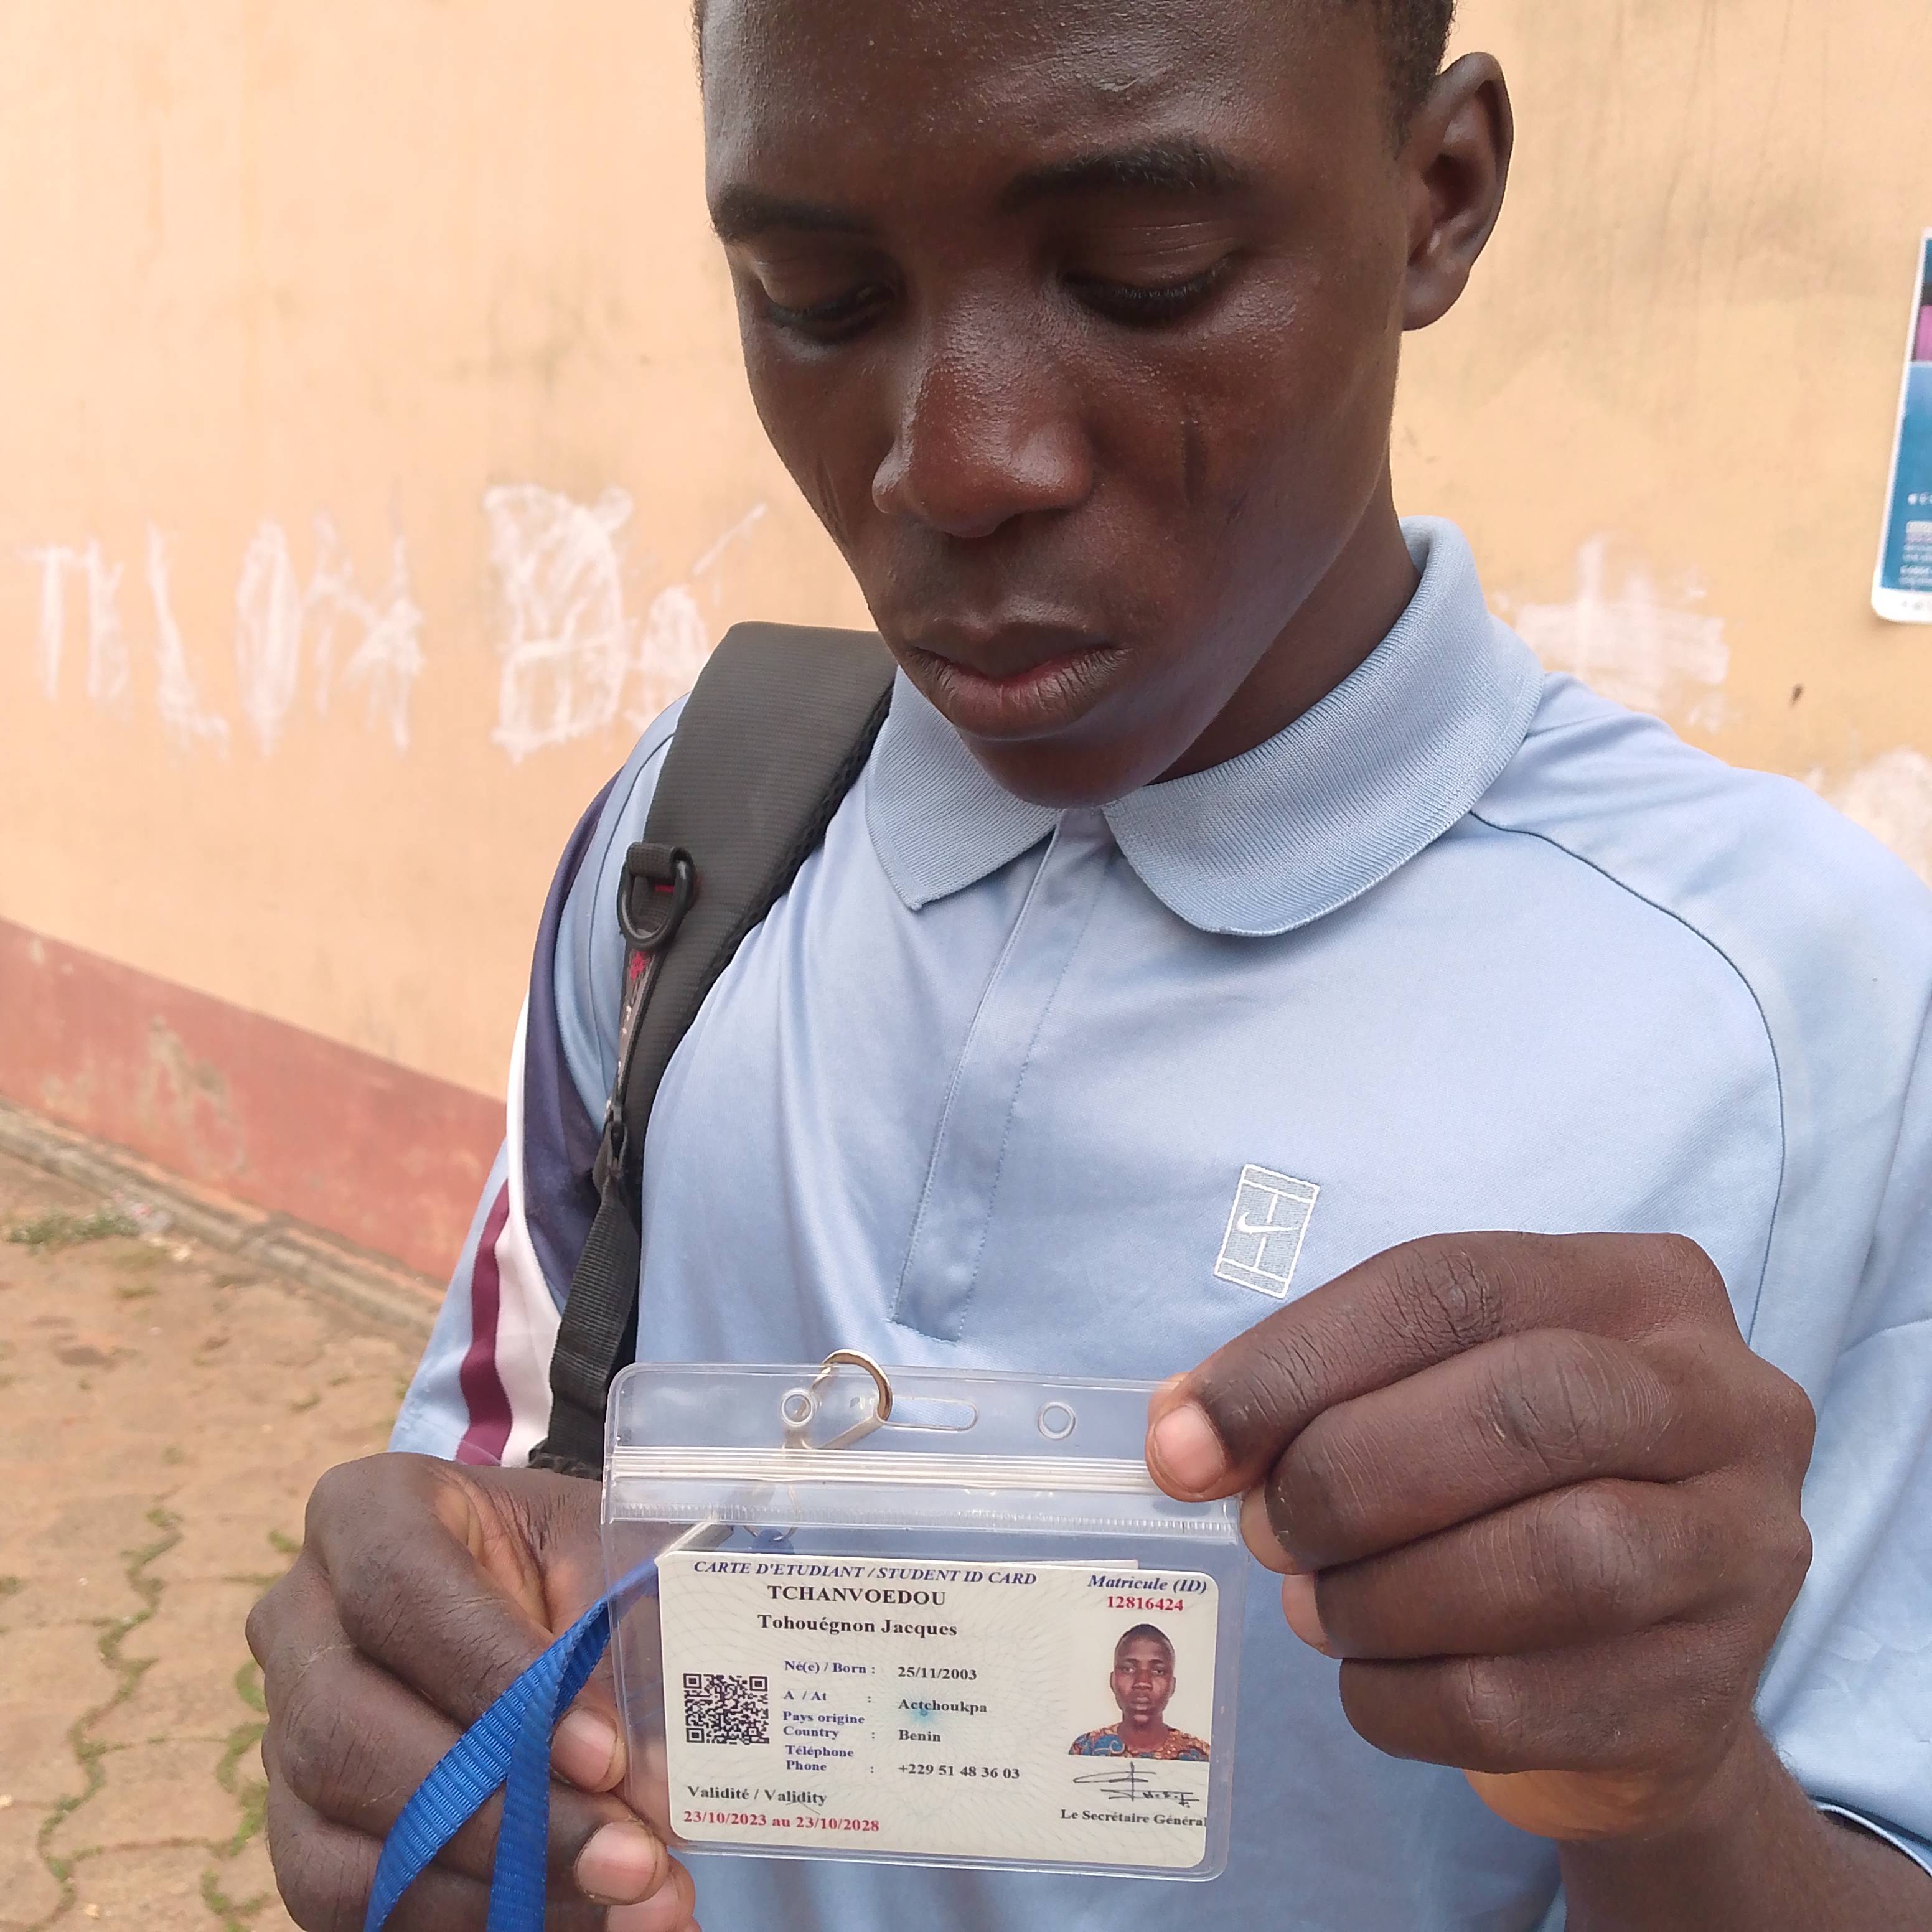 CARTE D'ETUDIANT / STUDENT ID CARD
Matricule (ID)
12816424
TCHANVOEDOU
Tohouégnon Jacques
Né(e) / Born : 25/11/2003
A / At : Actchoukpa
Pays origine
Country : Benin
Téléphone
Phone : +229 51 48 36 03
Validité / Validity
23/10/2023 au 23/10/2028
Le Secrétaire Général